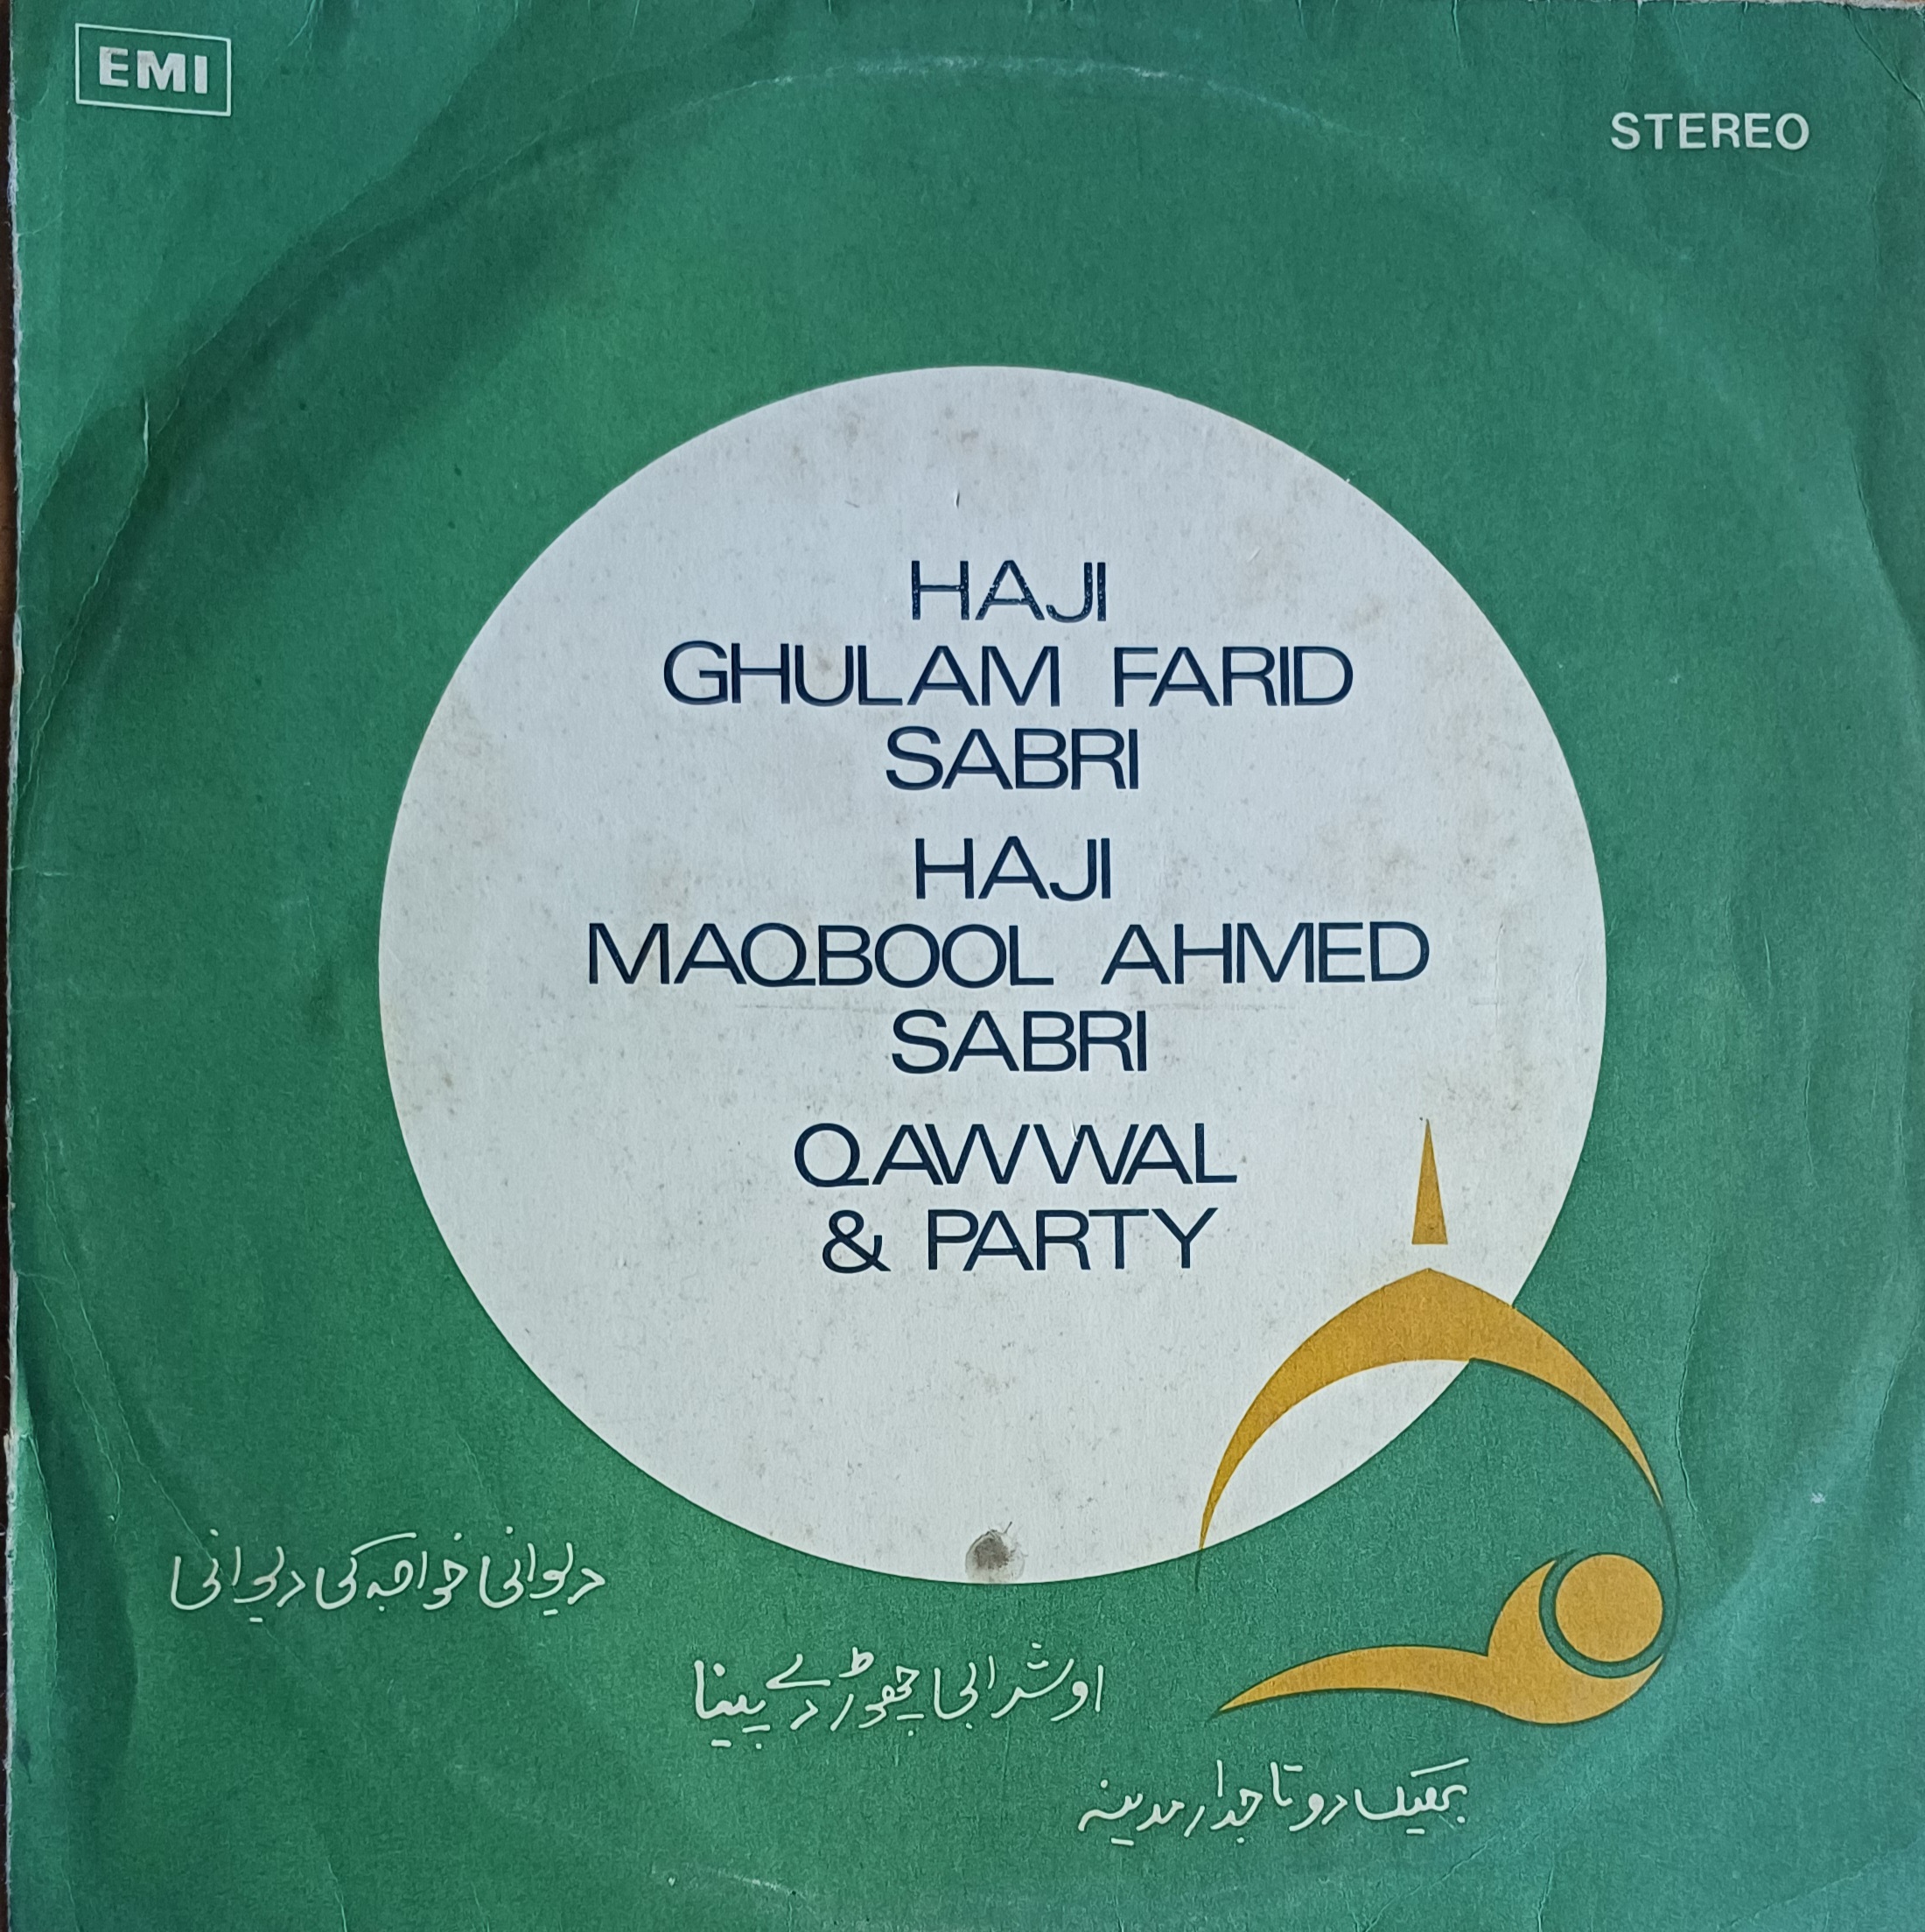 EMI
STEREO
HAJI
GHULAM FARID
SABRI
HAJI
MAQBOOL AHMED
SABRI
QAWWAL
& PARTY
دیوانی خواجہ کی دیوانی
او شرابی چھوڑ دے پینا
بھیک دو تاجدار مدینہ